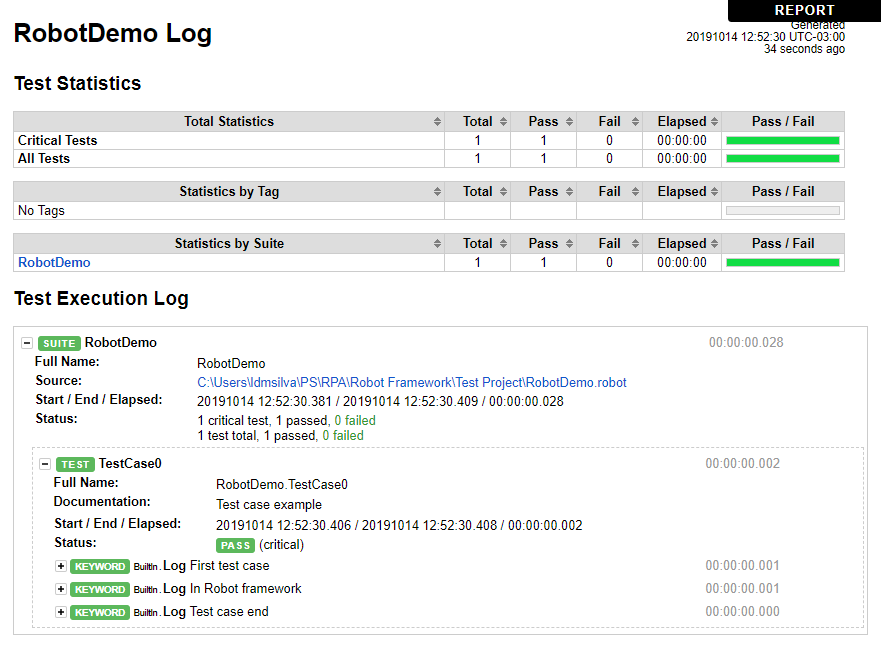 REPORT
RobotDemo Log
Generated
20191014 12:52:30 UTC-03:00
34 seconds ago
Test Statistics
Total Statistics Total Pass Fail Elapsed Pass / Fail
Critical Tests 1 1 0 00:00:00
All Tests 1 1 0 00:00:00
Statistics by Tag Total Pass Fail Elapsed Pass / Fail
No Tags
Statistics by Suite Total Pass Fail Elapsed Pass / Fail
RobotDemo 1 1 0 00:00:00
Test Execution Log
SUITE RobotDemo 00:00:00.028
Full Name: RobotDemo
Source: C:\Users\ldmsilva\PS\RPA\Robot Framework\Test Project\RobotDemo.robot
Start / End / Elapsed: 20191014 12:52:30.381 / 20191014 12:52:30.409 / 00:00:00.028
Status: 1 critical test, 1 passed, 0 failed
1 test total, 1 passed, 0 failed
TEST TestCase0 00:00:00.002
Full Name: RobotDemo.TestCase0
Documentation: Test case example
Start / End / Elapsed: 20191014 12:52:30.406 / 20191014 12:52:30.408 / 00:00:00.002
Status: PASS (critical)
KEYWORD BuiltIn.Log First test case 00:00:00.001
KEYWORD BuiltIn.Log In Robot framework 00:00:00.001
KEYWORD BuiltIn.Log Test case end 00:00:00.000